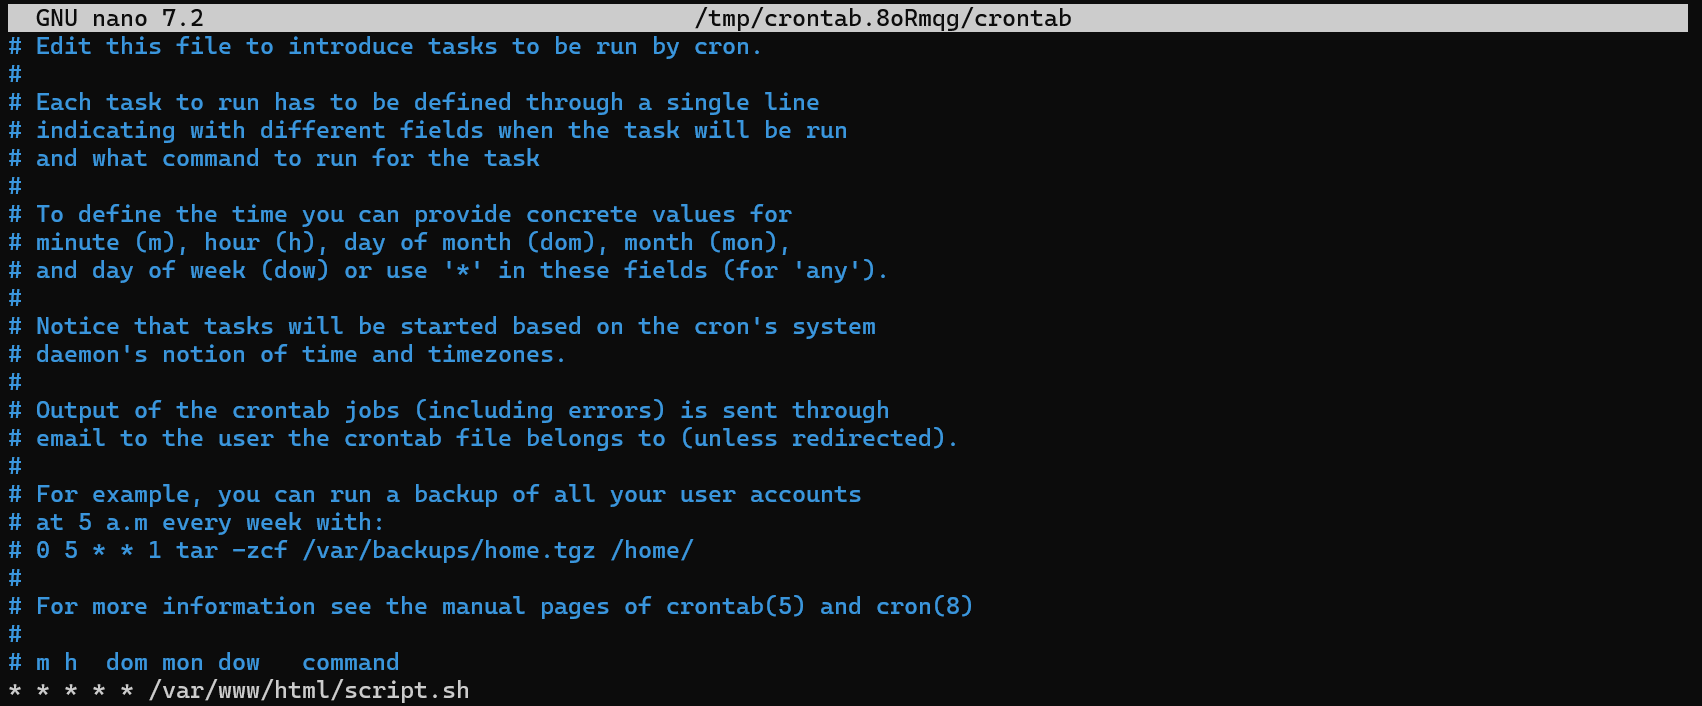 GNU nano 7.2 /tmp/crontab.8oRmqg/crontab
# Edit this file to introduce tasks to be run by cron.
#
# Each task to run has to be defined through a single line
# indicating with different fields when the task will be run
# and what command to run for the task
#
# To define the time you can provide concrete values for
# minute (m), hour (h), day of month (dom), month (mon),
# and day of week (dow) or use '*' in these fields (for 'any').
#
# Notice that tasks will be started based on the cron's system
# daemon's notion of time and timezones.
#
# Output of the crontab jobs (including errors) is sent through
# email to the user the crontab file belongs to (unless redirected).
#
# For example, you can run a backup of all your user accounts
# at 5 a.m every week with:
# 0 5 * * 1 tar -zcf /var/backups/home.tgz /home/
#
# For more information see the manual pages of crontab(5) and cron(8)
#
# m h  dom mon dow   command
* * * * * /var/www/html/script.sh